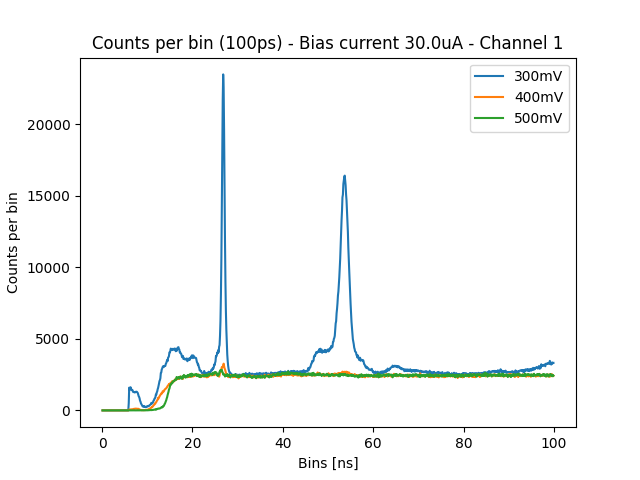 Counts per bin (100ps) - Bias current 30.0uA - Channel 1
300mV
400mV
500mV
Counts per bin
20000
15000
10000
5000
0
0 20 40 60 80 100
Bins [ns]